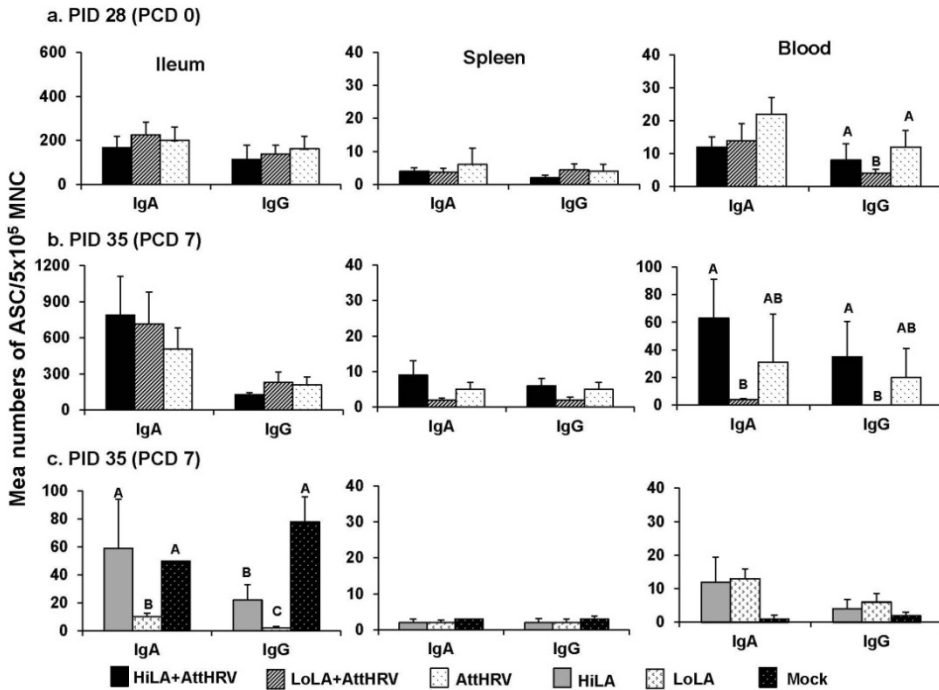 a. PID 28 (PCD 0)
Ileum
Spleen
Blood
600
400
200
0
IgA
IgG
40
30
20
10
0
IgA
IgG
40
30
20
10
0
A
B
A
IgA
IgG
Mea numbers of ASC/5x10⁵ MNC
b. PID 35 (PCD 7)
1200
900
600
300
0
IgA
IgG
40
30
20
10
0
IgA
IgG
100
80
60
40
20
0
A
B
AB
A
B
AB
IgA
IgG
c. PID 35 (PCD 7)
100
80
60
40
20
0
A
B
A
B
C
A
IgA
IgG
40
30
20
10
0
IgA
IgG
40
30
20
10
0
IgA
IgG
HiLA+AttHRV LoLA+AttHRV AttHRV HiLA LoLA Mock